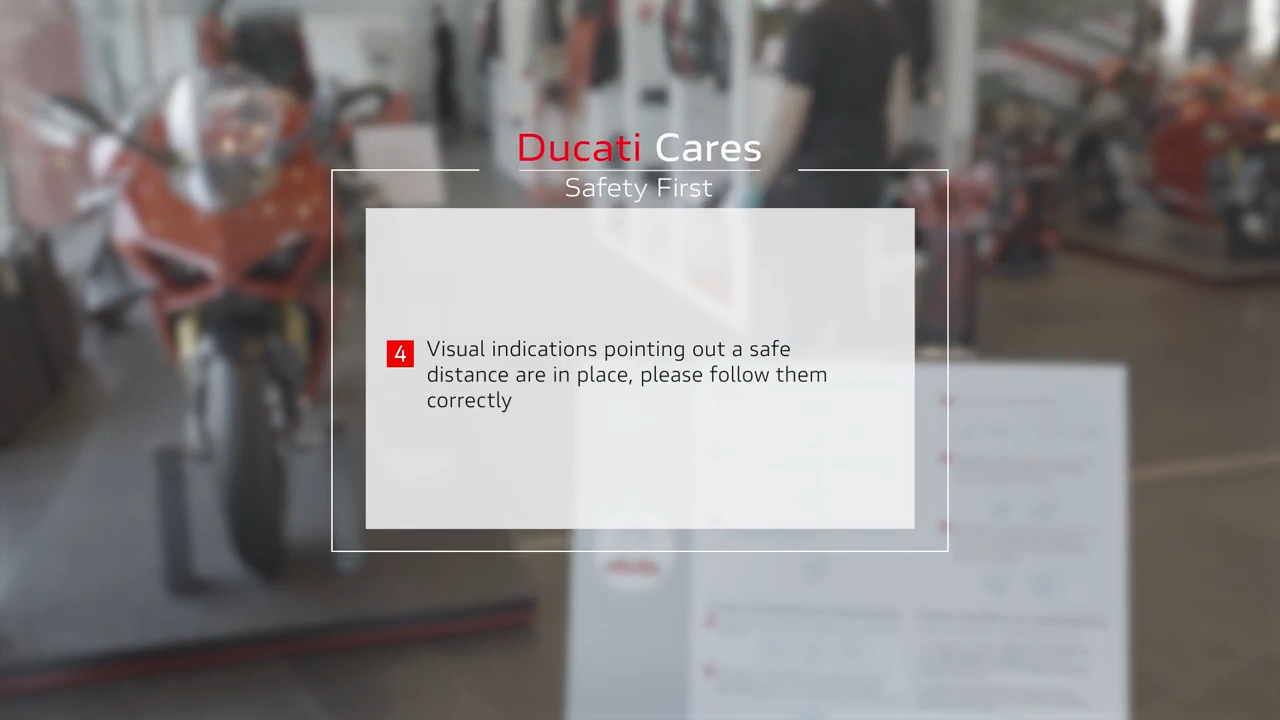 Ducati Cares
Safety First
4 Visual indications pointing out a safe
distance are in place, please follow them
correctly